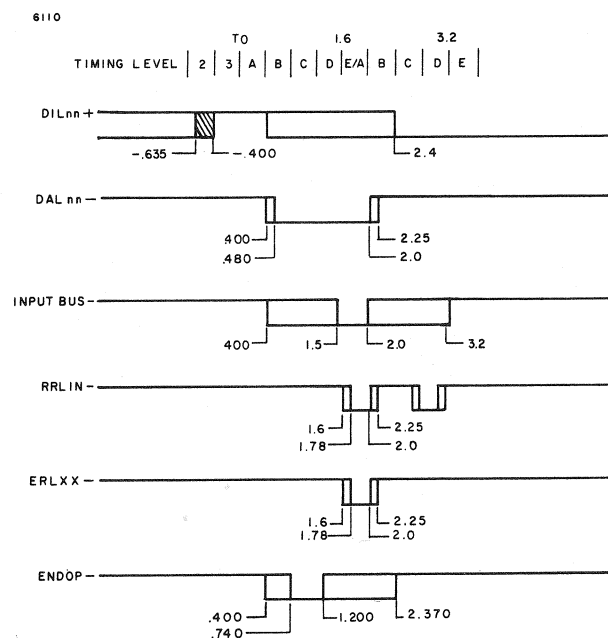 6110
TO 1.6 3.2
TIMING LEVEL 2 3 A B C D E/A B C D E
DILnn+
-.635 -.400 2.4
DAL nn-
.400 2.25
.480 2.0
INPUT BUS-
400 1.5 2.0 3.2
RRLIN-
1.6 2.25
1.78 2.0
ERLXX-
1.6 2.25
1.78 2.0
ENDOP-
.400 1.200 2.370
.740